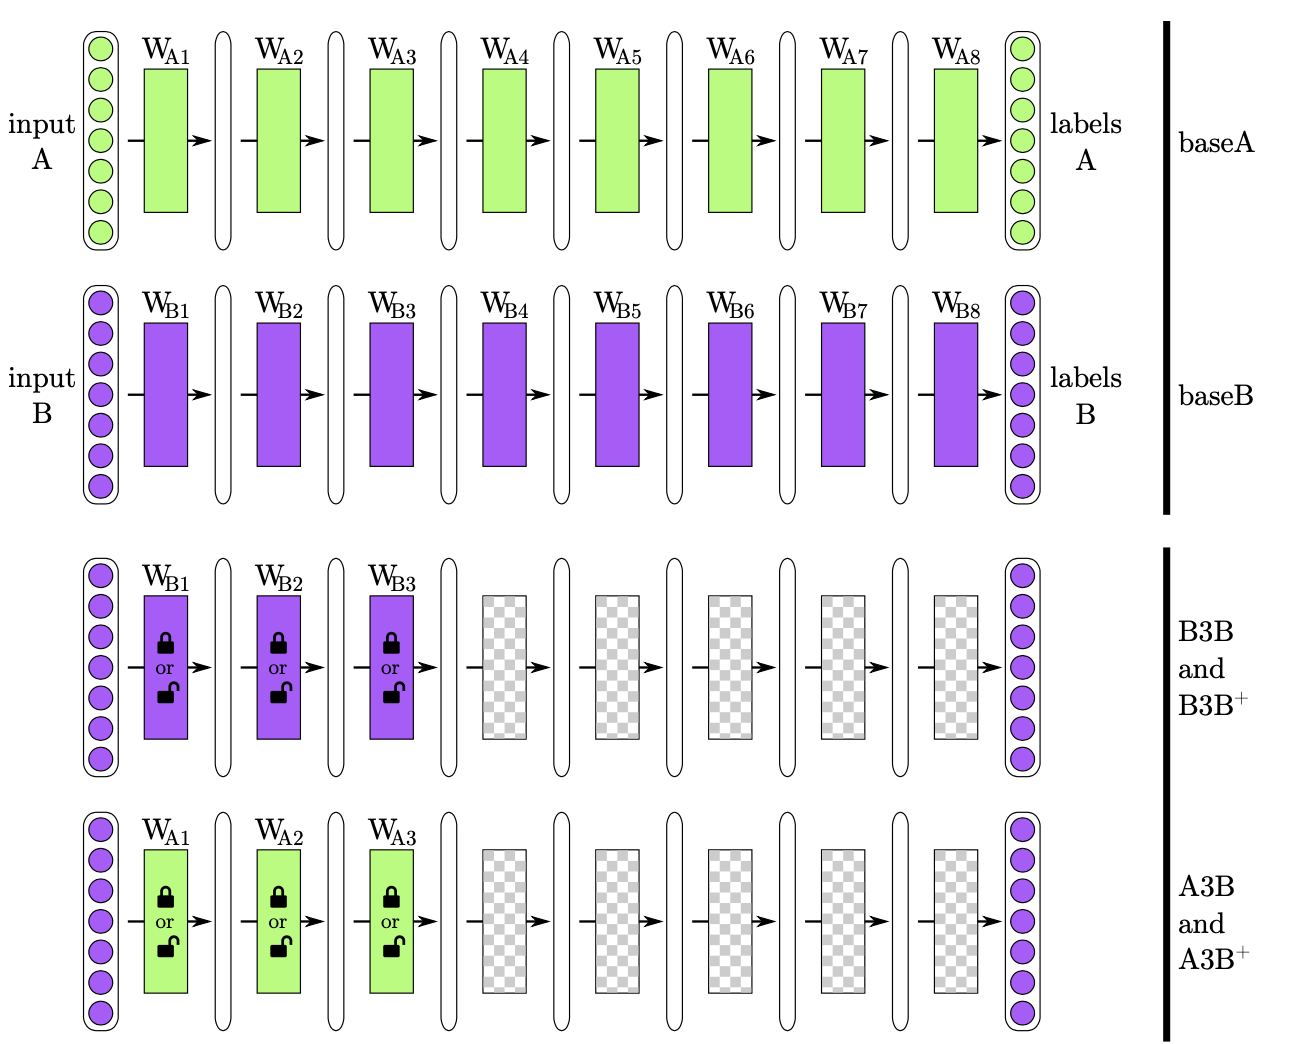 W_A1 W_A2 W_A3 W_A4 W_A5 W_A6 W_A7 W_A8
input
A
labels
A
baseA
W_B1 W_B2 W_B3 W_B4 W_B5 W_B6 W_B7 W_B8
input
B
labels
B
baseB
W_B1 W_B2 W_B3
or or or
B3B
and
B3B⁺
W_A1 W_A2 W_A3
or or or
A3B
and
A3B⁺